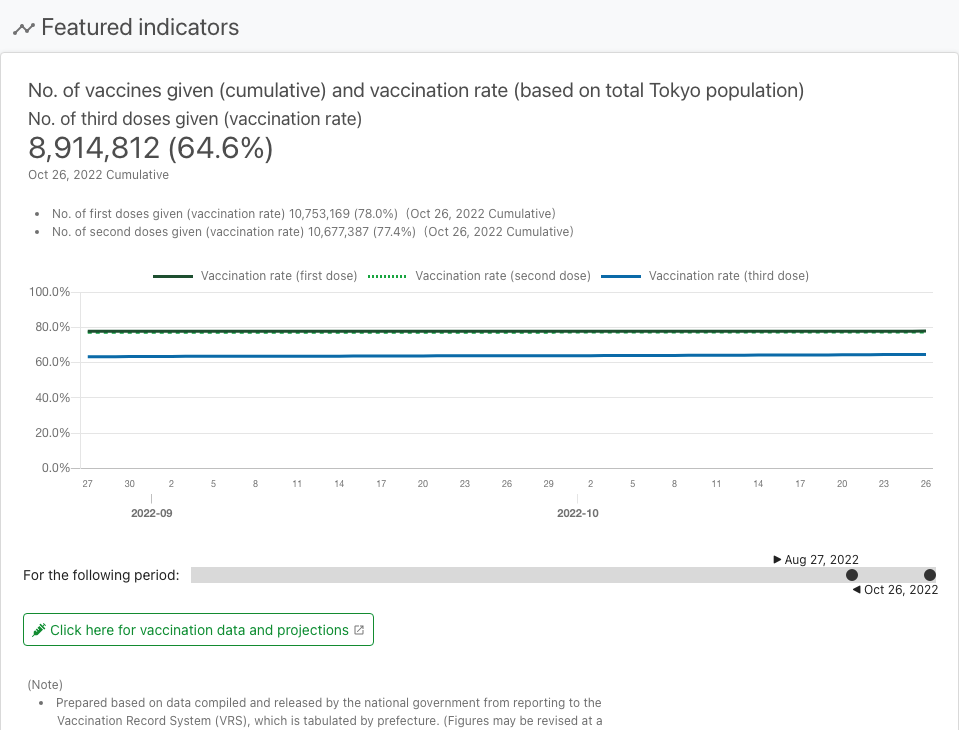 Featured indicators
No. of vaccines given (cumulative) and vaccination rate (based on total Tokyo population)
No. of third doses given (vaccination rate)
8,914,812 (64.6%)
Oct 26, 2022 Cumulative
• No. of first doses given (vaccination rate) 10,753,169 (78.0%) (Oct 26, 2022 Cumulative)
• No. of second doses given (vaccination rate) 10,677,387 (77.4%) (Oct 26, 2022 Cumulative)
Vaccination rate (first dose) Vaccination rate (second dose) Vaccination rate (third dose)
100.0%
80.0%
60.0%
40.0%
20.0%
0.0%
27 30 2 5 8 11 14 17 20 23 26 29 2 5 8 11 14 17 20 23 26
2022-09 2022-10
▶ Aug 27, 2022
For the following period:
◀ Oct 26, 2022
Click here for vaccination data and projections
(Note)
• Prepared based on data compiled and released by the national government from reporting to the
Vaccination Record System (VRS), which is tabulated by prefecture. (Figures may be revised at a